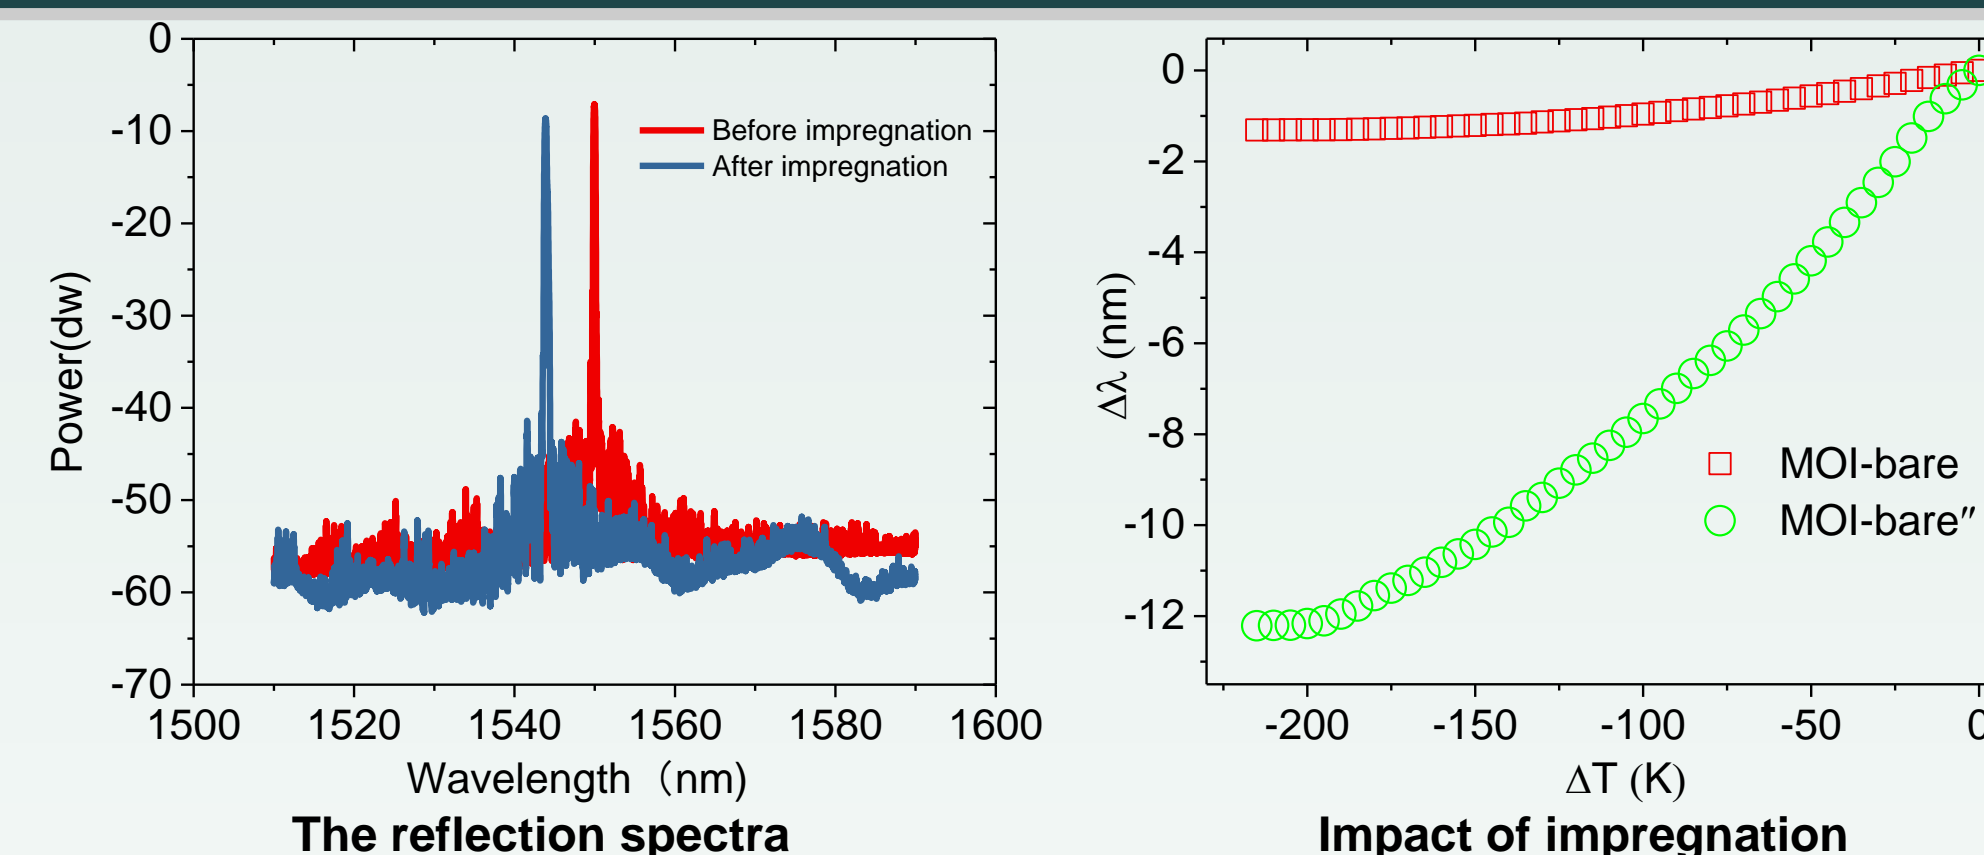 0
-10
-20
-30
-40
-50
-60
-70
Power(dw)
Before impregnation
After impregnation
1500 1520 1540 1560 1580 1600
Wavelength（nm)
The reflection spectra
0
-2
-4
-6
-8
-10
-12
Δλ (nm)
MOI-bare
MOI-bare″
-200 -150 -100 -50 0
ΔT (K)
Impact of impregnation